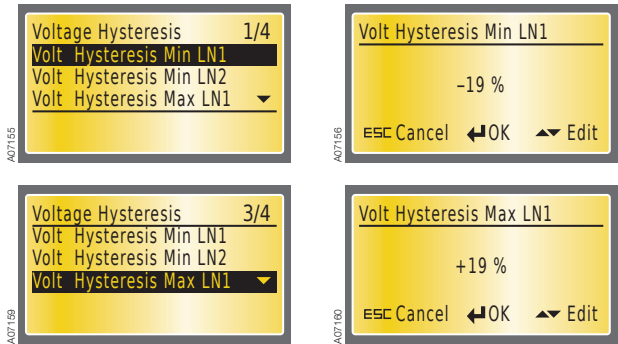 Voltage Hysteresis 1/4
Volt Hysteresis Min LN1
Volt Hysteresis Min LN2
Volt Hysteresis Max LN1
A07155
Volt Hysteresis Min LN1
–19 %
ESC Cancel OK Edit
A07156
Voltage Hysteresis 3/4
Volt Hysteresis Min LN1
Volt Hysteresis Min LN2
Volt Hysteresis Max LN1
A07159
Volt Hysteresis Max LN1
+19 %
ESC Cancel OK Edit
A07160